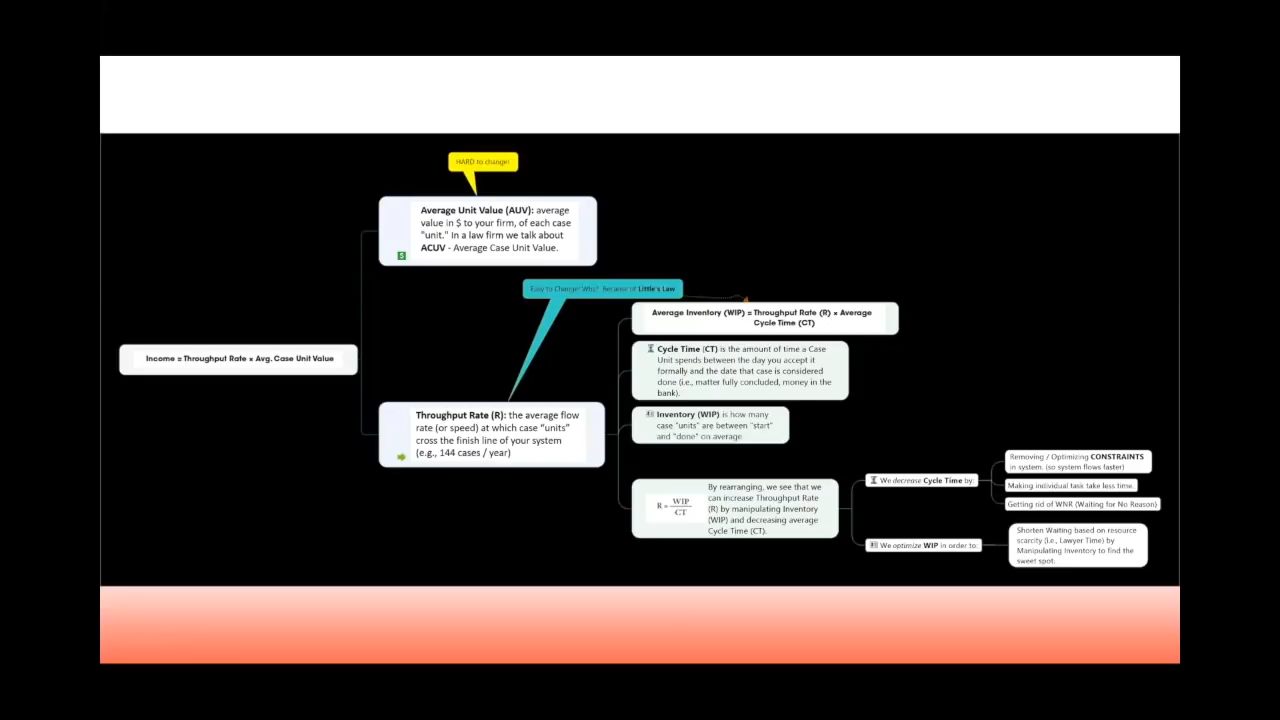 HARD to change!
Average Unit Value (AUV): average
value in $ to your firm, of each case
"unit." In a law firm we talk about
ACUV - Average Case Unit Value.
S
Easy to Change! Why? Because of Little's Law
Average Inventory (WIP) = Throughput Rate (R) × Average
Cycle Time (CT)
Income = Throughput Rate x Avg. Case Unit Value
Cycle Time (CT) is the amount of time a Case
Unit spends between the day you accept it
formally and the date that case is considered
done (i.e., matter fully concluded, money in the
bank).
Throughput Rate (R): the average flow
rate (or speed) at which case “units”
cross the finish line of your system
(e.g., 144 cases / year)
Inventory (WIP) is how many
case "units" are between "start"
and "done" on average.
R = WIP
CT
By rearranging, we see that we
can increase Throughput Rate
(R) by manipulating Inventory
(WIP) and decreasing average
Cycle Time (CT).
We decrease Cycle Time by:
Removing / Optimizing CONSTRAINTS
in system. (so system flows faster)
Making individual task take less time.
Getting rid of WNR (Waiting for No Reason)
We optimize WIP in order to:
Shorten Waiting based on resource
scarcity (i.e., Lawyer Time) by
Manipulating Inventory to find the
sweet spot.